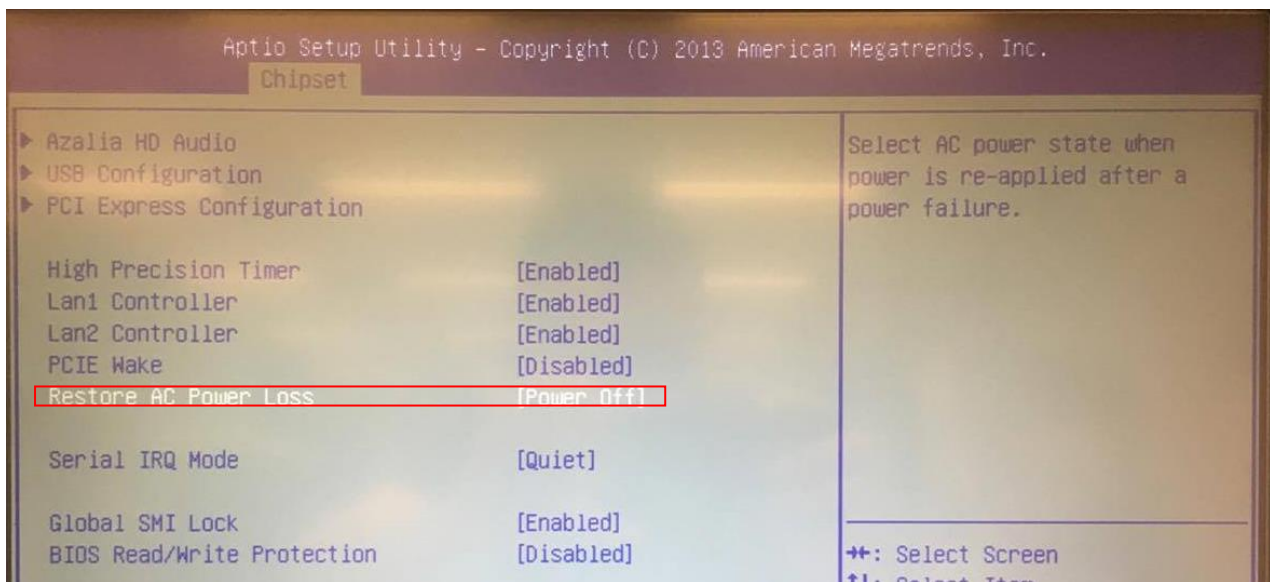 Aptio Setup Utility - Copyright (C) 2013 American Megatrends, Inc.
Chipset
Azalia HD Audio
USB Configuration
PCI Express Configuration
High Precision Timer [Enabled]
Lan1 Controller [Enabled]
Lan2 Controller [Enabled]
PCIE Wake [Disabled]
Restore AC Power Loss [Power Off]
Serial IRQ Mode [Quiet]
Global SMI Lock [Enabled]
BIOS Read/Write Protection [Disabled]
Select AC power state when
power is re-applied after a
power failure.
→←: Select Screen
↑↓: Select Item